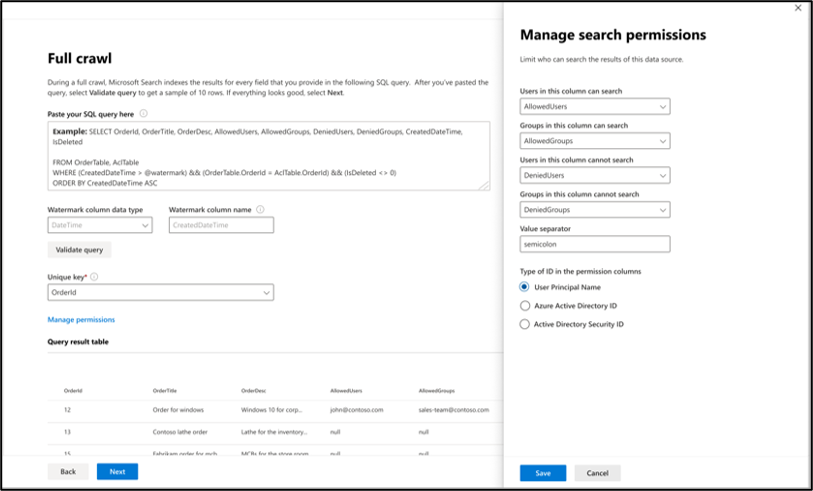 Full crawl
During a full crawl, Microsoft Search indexes the results for every field that you provide in the following SQL query. After you've pasted the
query, select Validate query to get a sample of 10 rows. If everything looks good, select Next.
Paste your SQL query here
Example: SELECT OrderId, OrderTitle, OrderDesc, AllowedUsers, AllowedGroups, DeniedUsers, DeniedGroups, CreatedDateTime,
IsDeleted
FROM OrderTable, AclTable
WHERE (CreatedDateTime > @watermark) && (OrderTable.OrderId = AclTable.OrderId) && (IsDeleted <> 0)
ORDER BY CreatedDateTime ASC
Watermark column data type Watermark column name
DateTime CreatedDateTime
Validate query
Unique key*
OrderId
Manage permissions
Query result table
OrderId OrderTitle OrderDesc AllowedUsers AllowedGroups
12 Order for windows Windows 10 for corp... john@contoso.com sales-team@contoso.com
13 Contoso lathe order Lathe for the inventory... null null
15 Fabrikam order for mch MCBs for the store room null null
Back Next
Manage search permissions
Limit who can search the results of this data source.
Users in this column can search
AllowedUsers
Groups in this column can search
AllowedGroups
Users in this column cannot search
DeniedUsers
Groups in this column cannot search
DeniedGroups
Value separator
semicolon
Type of ID in the permission columns
User Principal Name
Azure Active Directory ID
Active Directory Security ID
Save Cancel